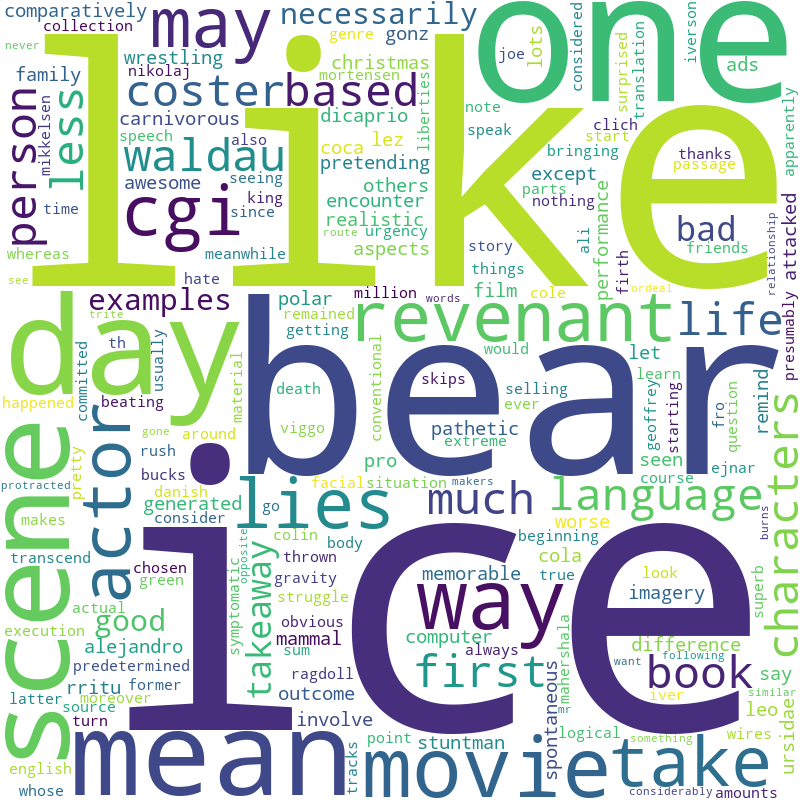 comparatively
collection
never
nikolaj
wrestling
may
necessarily
gonz
one
genre
mortensen
christmas
like
joe
lots
considered
surprised
translation
iverson
ads
apparently
family
person
mikkelsen
less
time
whereas
see
coster
based
carnivorous
speech
also
waldau
awesome
seeing
king
cgi
since
meanwhile
hate
dicaprio
coca
lez
liberties
pretending
others
encounter
realistic
route
urgency
aspects
note
speak
start
clich
bringing
parts
except
nothing
story
ali
things
film
performance
firth
cole
thanks
passage
bad
friends
relationship
ordeal
presumably
attacked
day
examples
trite
th
beating
committed
usually
happened
pretty
polar
remained
getting
million
words
revenant
would
life
let
learn
remind
bear
material
death
viggo
conventional
skips
pathetic
extreme
selling
ever
geoffrey
starting
fro
question
scene
actor
gone
around
rush
bucks
danish
generated
consider
protracted
makes
transcend
lies
go
pro
facial
situation
much
makers
language
seen
course
ejnar
worse
characters
burns
ice
chosen
green
actual
execution
good
alejandro
predetermined
latter
source
rritu
former
moreover
turn
english
whose
symptomatic
opposite
takeaway
colin
body
thrown
gravity
struggle
obvious
mammal
sum
always
ragdoll
outcome
involve
tracks
point
stuntman
memorable
computer
way
first
beginning
cola
true
look
imagery
superb
difference
want
following
book
say
similar
spontaneous
mahershala
mr
iver
logical
something
leo
wires
ursidae
mean
movie
take
considerably
amounts